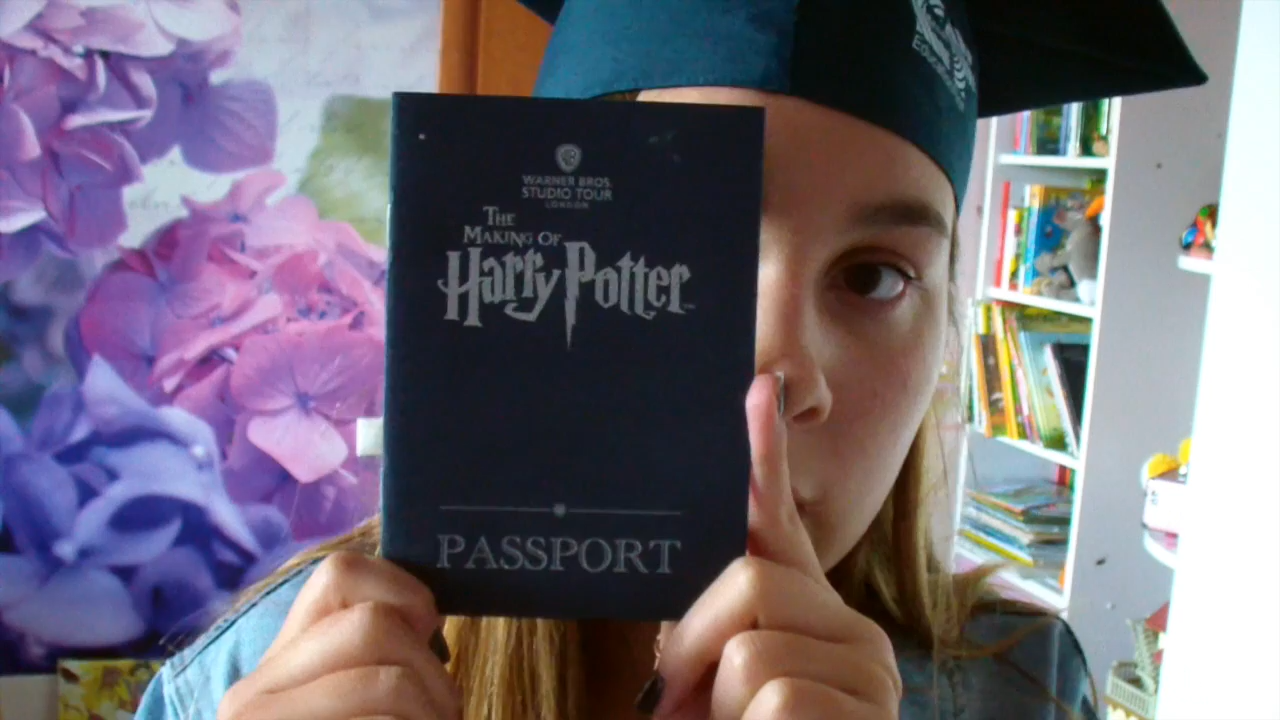 WARNER BROS.
STUDIO TOUR
LONDON
THE
MAKING OF
Harry Potter
PASSPORT